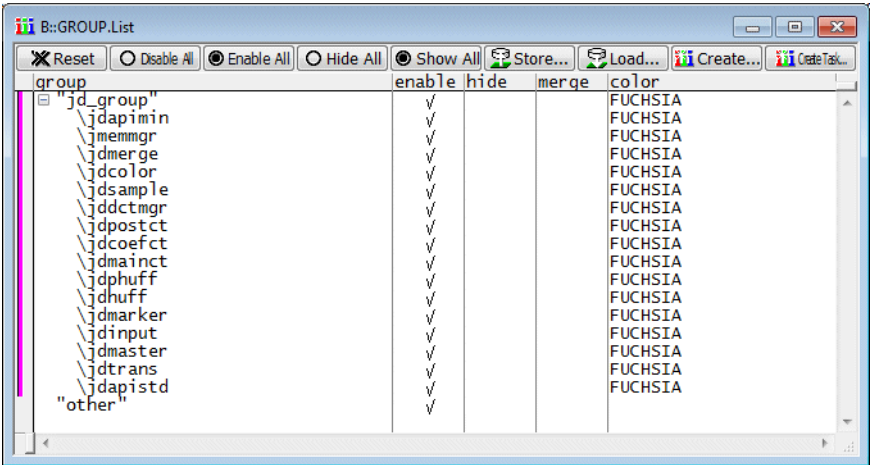 B::GROUP.List
Reset Disable All Enable All Hide All Show All Store... Load... Create... Create Task...
group enable hide merge color
"jd_group" √ FUCHSIA
\jdapimin √ FUCHSIA
\jmemmgr √ FUCHSIA
\jdmerge √ FUCHSIA
\jdcolor √ FUCHSIA
\jdsample √ FUCHSIA
\jddctmgr √ FUCHSIA
\jdpostct √ FUCHSIA
\jdcoefct √ FUCHSIA
\jdmainct √ FUCHSIA
\jdphuff √ FUCHSIA
\jdhuff √ FUCHSIA
\jdmarker √ FUCHSIA
\jdinput √ FUCHSIA
\jdmaster √ FUCHSIA
\jdtrans √ FUCHSIA
\jdapistd √ FUCHSIA
"other" √